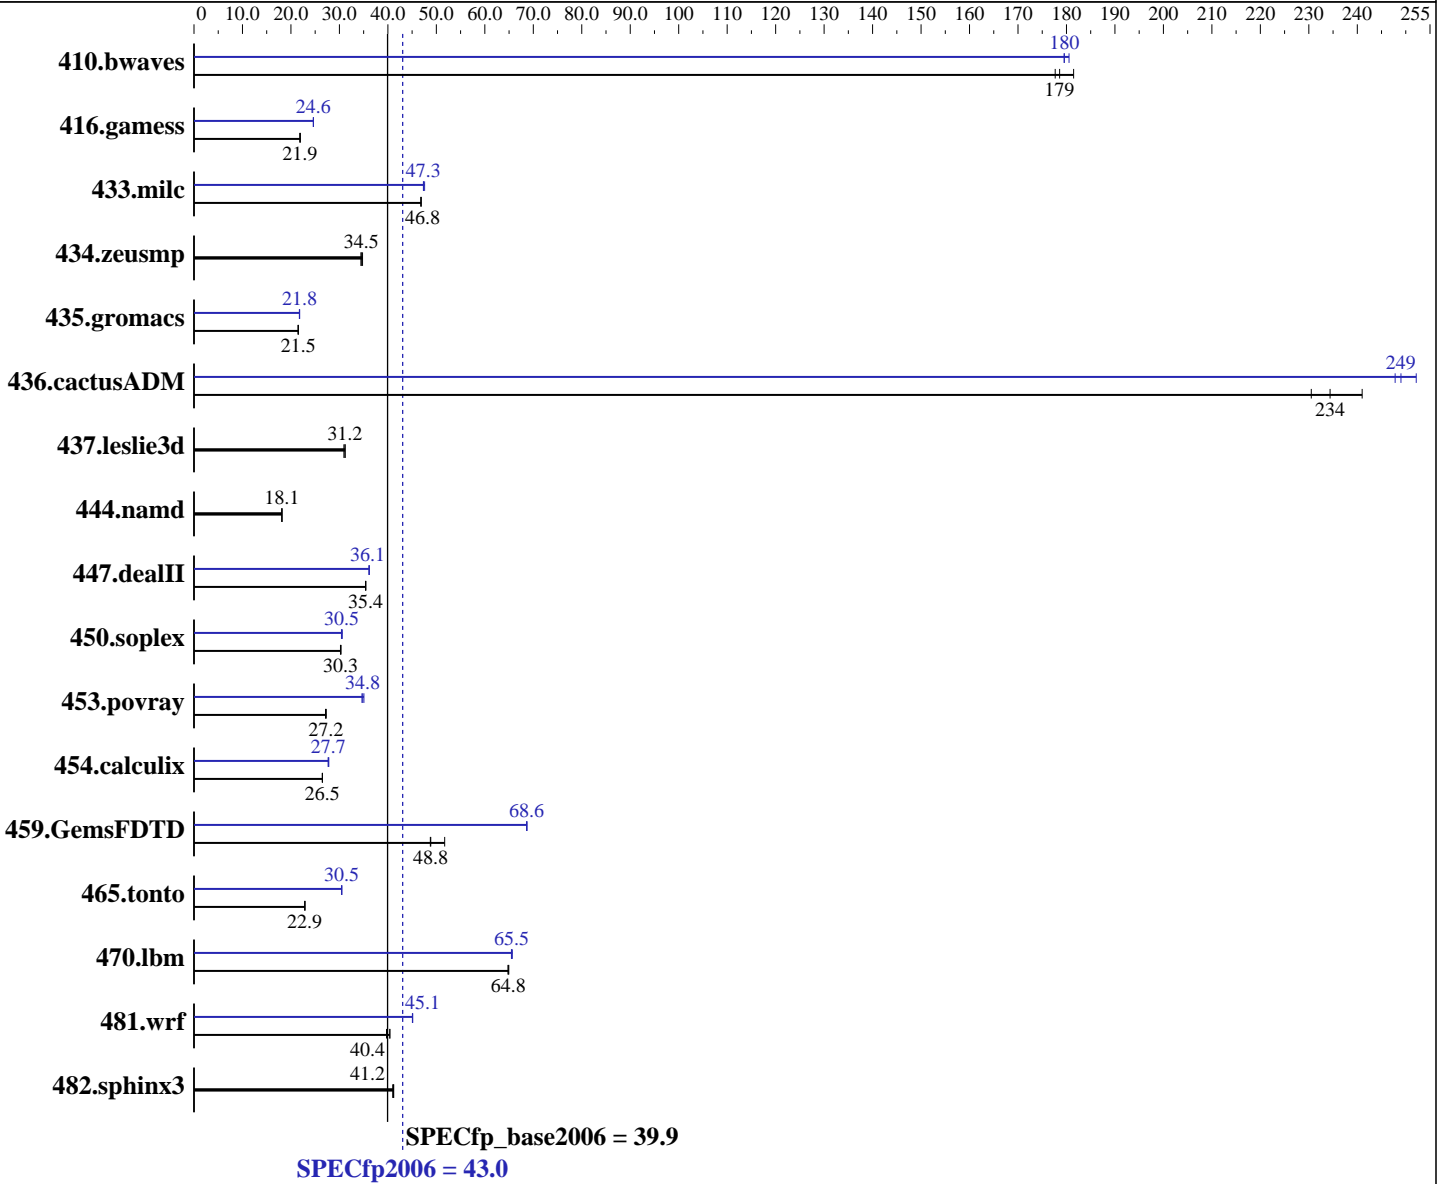 0 10.0 20.0 30.0 40.0 50.0 60.0 70.0 80.0 90.0 100 110 120 130 140 150 160 170 180 190 200 210 220 230 240 255
180
410.bwaves
179
24.6
416.gamess
21.9
47.3
433.milc
46.8
34.5
434.zeusmp
21.8
435.gromacs
21.5
249
436.cactusADM
234
31.2
437.leslie3d
18.1
444.namd
36.1
447.dealII
35.4
30.5
450.soplex
30.3
34.8
453.povray
27.2
27.7
454.calculix
26.5
68.6
459.GemsFDTD
48.8
30.5
465.tonto
22.9
65.5
470.lbm
64.8
45.1
481.wrf
40.4
41.2
482.sphinx3
SPECfp_base2006 = 39.9
SPECfp2006 = 43.0